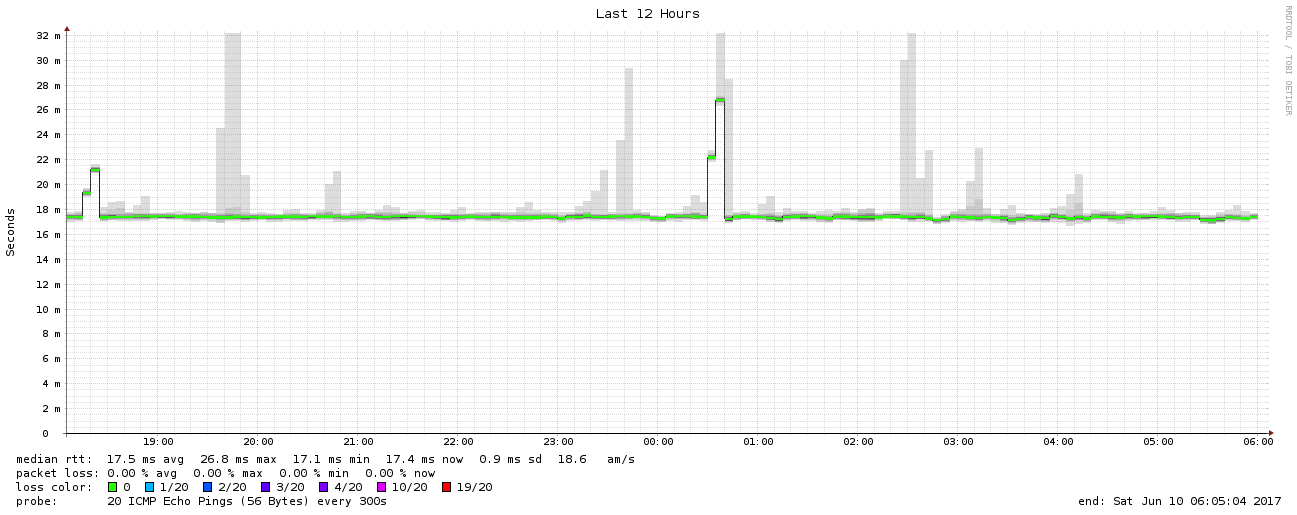 Last 12 Hours
RRDTOOL / TOBI OETIKER
Seconds
32 m
30 m
28 m
26 m
24 m
22 m
20 m
18 m
16 m
14 m
12 m
10 m
8 m
6 m
4 m
2 m
0
19:00 20:00 21:00 22:00 23:00 00:00 01:00 02:00 03:00 04:00 05:00 06:00
median rtt: 17.5 ms avg 26.8 ms max 17.1 ms min 17.4 ms now 0.9 ms sd 18.6 am/s
packet loss: 0.00 % avg 0.00 % max 0.00 % min 0.00 % now
loss color: 0 1/20 2/20 3/20 4/20 10/20 19/20
probe: 20 ICMP Echo Pings (56 Bytes) every 300s end: Sat Jun 10 06:05:04 2017